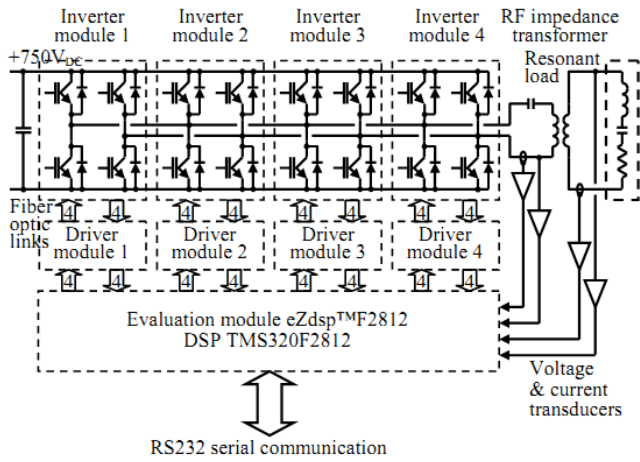 Inverter module 1
Inverter module 2
Inverter module 3
Inverter module 4
RF impedance transformer
Resonant load
+750VDC
Fiber optic links
4 4 4 4 4 4 4 4
Driver module 1
Driver module 2
Driver module 3
Driver module 4
4 4 4 4 4 4 4 4
Evaluation module eZdsp™F2812
DSP TMS320F2812
Voltage & current transducers
RS232 serial communication